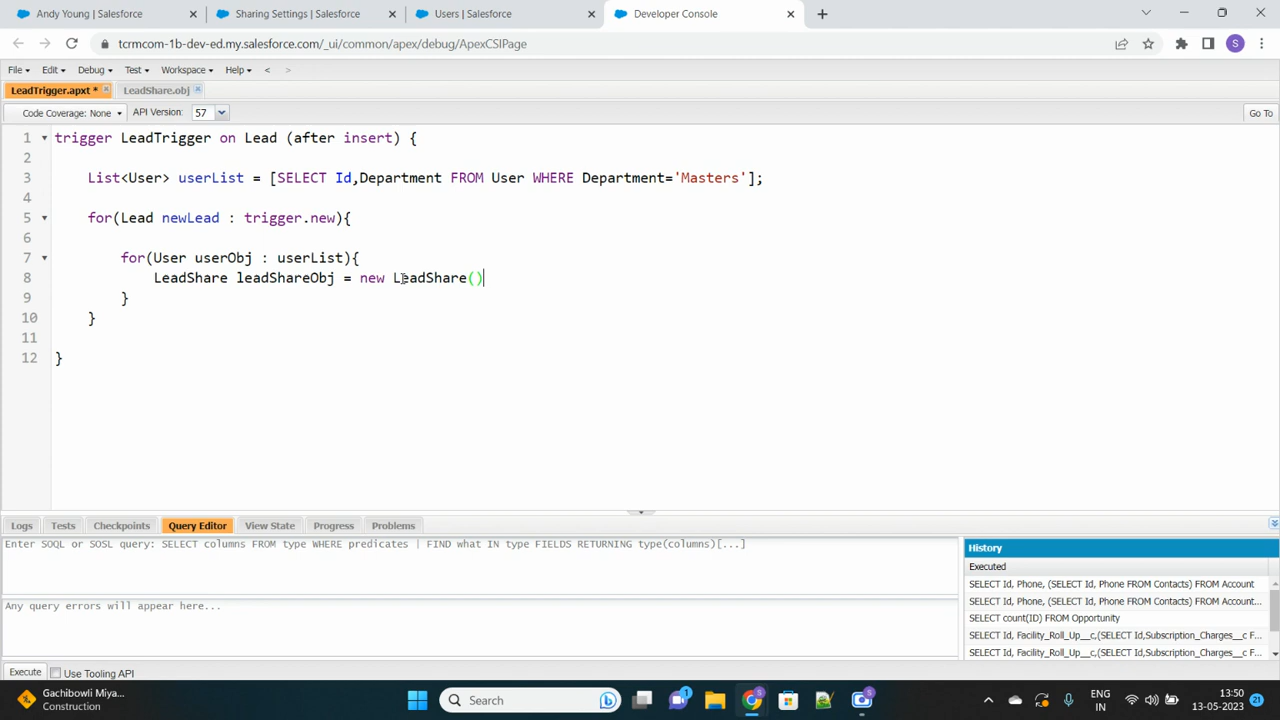 Andy Young | Salesforce
Sharing Settings | Salesforce
Users | Salesforce
Developer Console
tcrmcom-1b-dev-ed.my.salesforce.com/_ui/common/apex/debug/ApexCSIPage
S
File
Edit
Debug
Test
Workspace
Help
<
>
LeadTrigger.apxt *
LeadShare.obj
Code Coverage: None
API Version:
57
Go To
1 trigger LeadTrigger on Lead (after insert) {
2
3 List<User> userList = [SELECT Id,Department FROM User WHERE Department='Masters'];
4
5 for(Lead newLead : trigger.new){
6
7 for(User userObj : userList){
8 LeadShare leadShareObj = new LeadShare()
9 }
10 }
11
12 }
Logs
Tests
Checkpoints
Query Editor
View State
Progress
Problems
Enter SOQL or SOSL query: SELECT columns FROM type WHERE predicates | FIND what IN type FIELDS RETURNING type(columns)[...]
Any query errors will appear here...
History
Executed
SELECT Id, Phone, (SELECT Id, Phone FROM Contacts) FROM Account
SELECT Id, Phone, (SELECT Id, Phone FROM Contacts) FROM Account...
SELECT count(ID) FROM Opportunity
SELECT Id, Facility_Roll_Up__c,(SELECT Id,Subscription_Charges__c F...
SELECT Id, Facility_Roll_Up__c,(SELECT Id,Subscription_Charges__c F...
Execute
Use Tooling API
Gachibowli Miya...
Construction
Search
1
ENG
IN
13:50
13-05-2023
21